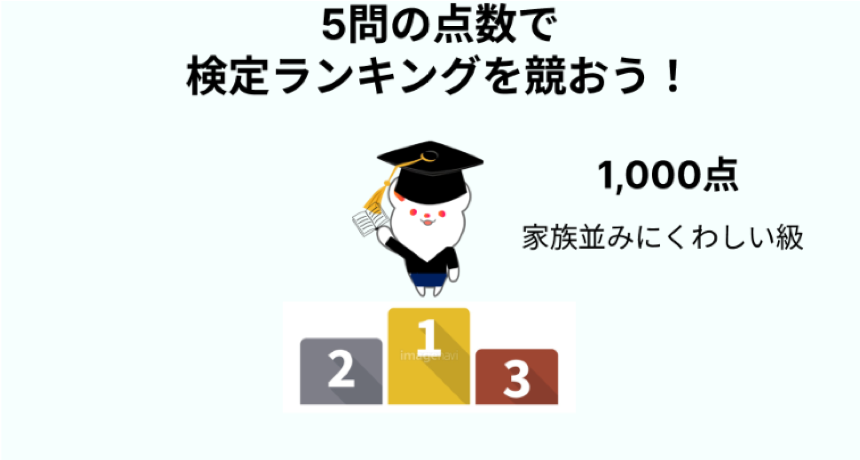 5問の点数で
検定ランキングを競おう！
1,000点
家族並みにくわしい級
1
2
3